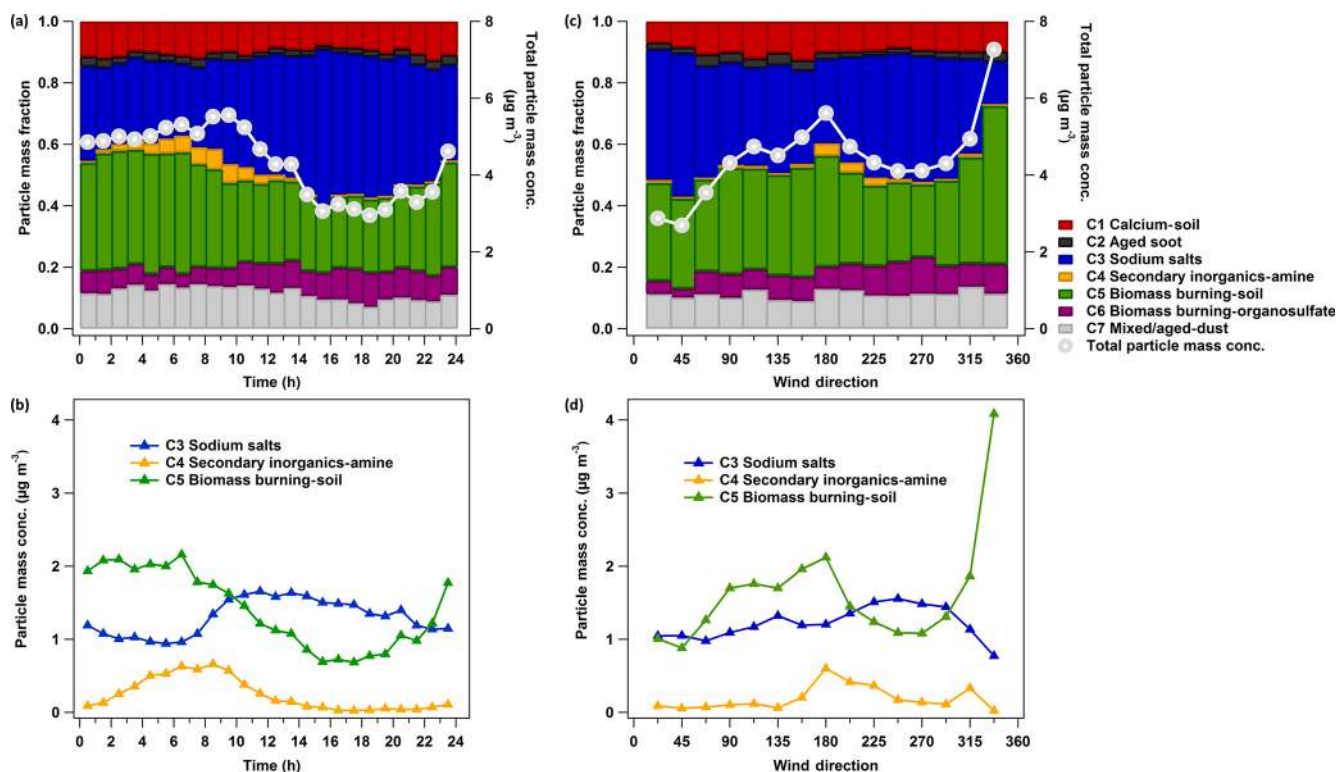 (a)
1.0
0.8
0.6
0.4
0.2
0.0
Particle mass fraction
8
6
4
2
0
Total particle mass conc.
(µg m⁻³)
0 2 4 6 8 10 12 14 16 18 20 22 24
Time (h)
(c)
1.0
0.8
0.6
0.4
0.2
0.0
Particle mass fraction
8
6
4
2
0
Total particle mass conc.
(µg m⁻³)
0 45 90 135 180 225 270 315 360
Wind direction
C1 Calcium-soil
C2 Aged soot
C3 Sodium salts
C4 Secondary inorganics-amine
C5 Biomass burning-soil
C6 Biomass burning-organosulfate
C7 Mixed/aged-dust
Total particle mass conc.
(b)
4
3
2
1
0
Particle mass conc. (µg m⁻³)
C3 Sodium salts
C4 Secondary inorganics-amine
C5 Biomass burning-soil
0 2 4 6 8 10 12 14 16 18 20 22 24
Time (h)
(d)
4
3
2
1
0
Particle mass conc. (µg m⁻³)
C3 Sodium salts
C4 Secondary inorganics-amine
C5 Biomass burning-soil
0 45 90 135 180 225 270 315 360
Wind direction